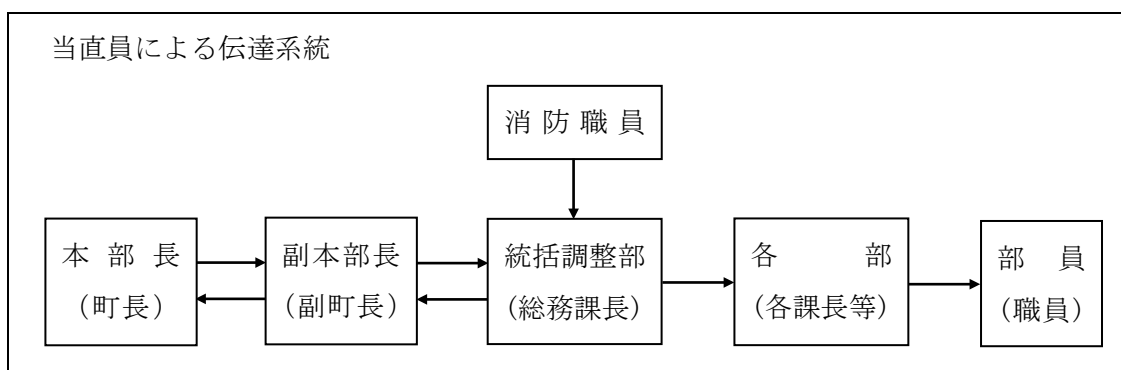 当直員による伝達系統
消防職員
本部長
(町長)
副本部長
(副町長)
統括調整部
(総務課長)
各部
(各課長等)
部員
(職員)